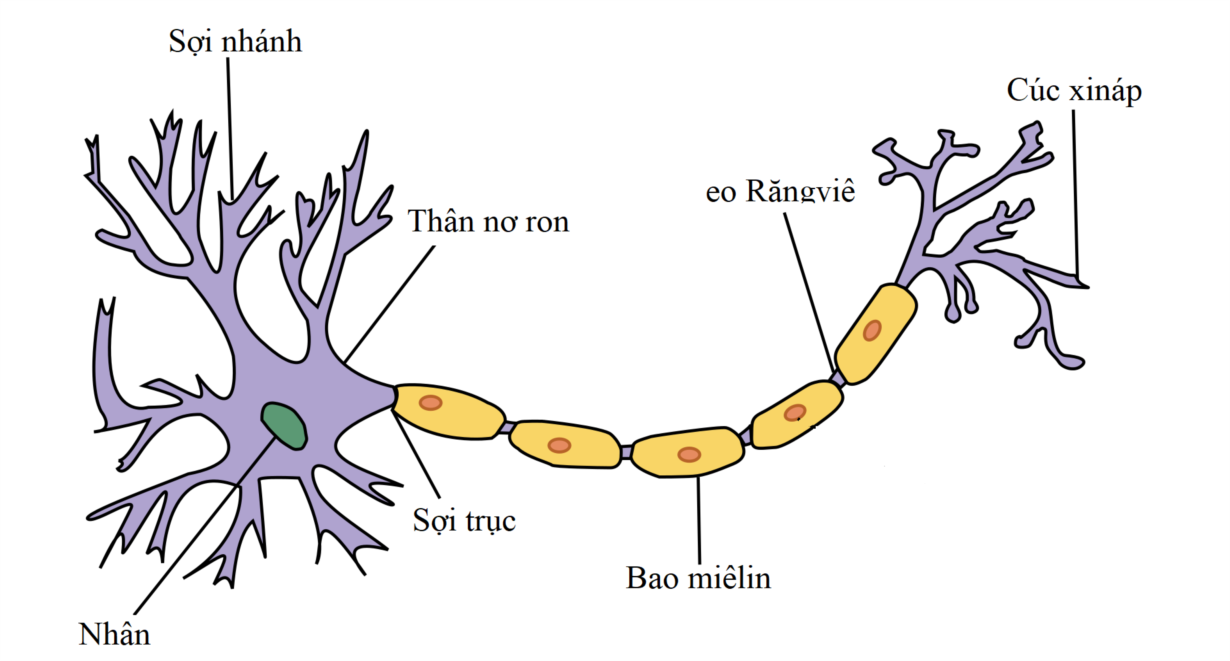 Sợi nhánh
Cúc xináp
eo Răngviê
Thân nơ ron
Sợi trục
Bao miêlin
Nhân